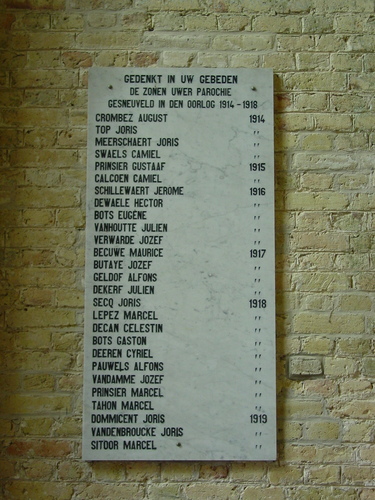 GEDENKT IN UW GEBEDEN
DE ZONEN UWER PAROCHIE
GESNEUVELD IN DEN OORLOG 1914-1918
CROMBEZ AUGUST 1914
TOP JORIS ,,
MEERSCHAERT JORIS ,,
SWAELS CAMIEL ,,
PRINSIER GUSTAAF 1915
CALCOEN CAMIEL ,,
SCHILLEWAERT JEROME 1916
DEWAELE HECTOR ,,
BOTS EUGÈNE ,,
VANHOUTTE JULIEN ,,
VERWARDE JOZEF ,,
BECUWE MAURICE 1917
BUTAYE JOZEF ,,
GELDOF ALFONS ,,
DEKERF JULIEN ,,
SECQ JORIS 1918
LEPEZ MARCEL ,,
DECAN CELESTIN ,,
BOTS GASTON ,,
DEEREN CYRIEL ,,
PAUWELS ALFONS ,,
VANDAMME JOZEF ,,
PRINSIER MARCEL ,,
TAHON MARCEL ,,
DOMMICENT JORIS 1919
VANDENBROUCKE JORIS ,,
SITDOR MARCEL ,,